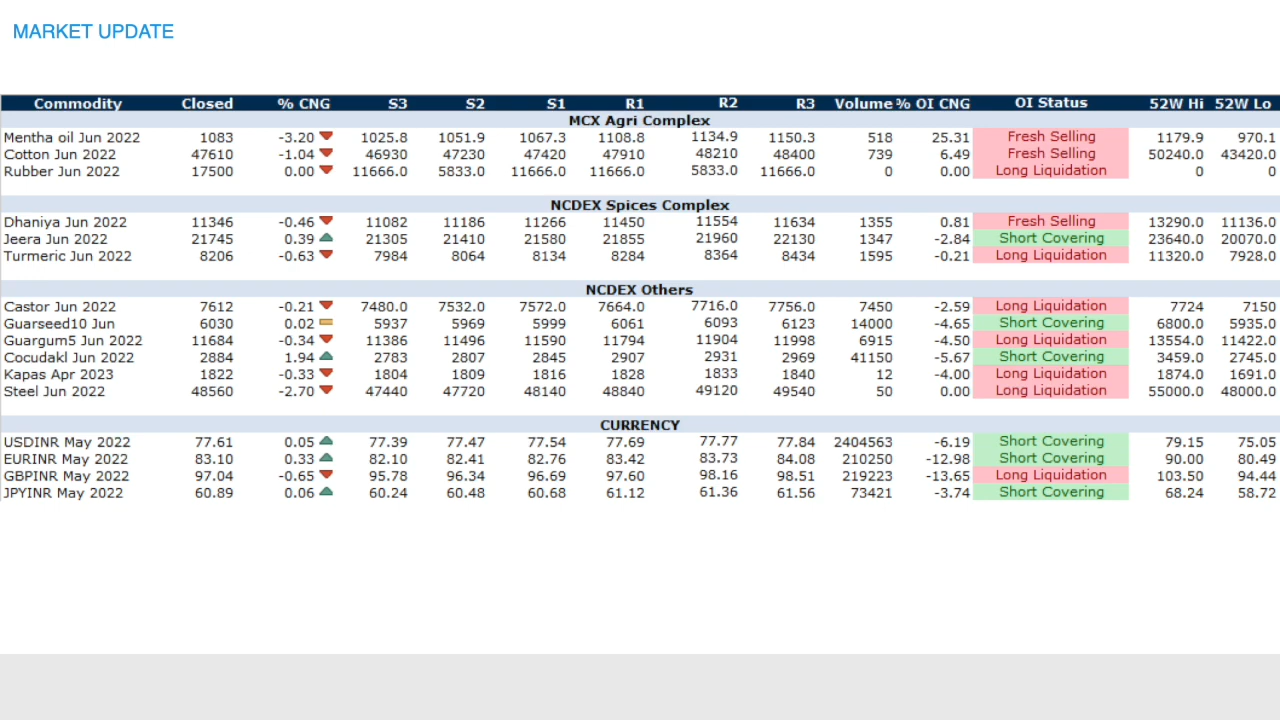 MARKET UPDATE
Commodity Closed % CNG S3 S2 S1 R1 R2 R3 Volume % OI CNG OI Status 52W Hi 52W Lo
MCX Agri Complex
Mentha oil Jun 2022 1083 -3.20 1025.8 1051.9 1067.3 1108.8 1134.9 1150.3 518 25.31 Fresh Selling 1179.9 970.1
Cotton Jun 2022 47610 -1.04 46930 47230 47420 47910 48210 48400 739 6.49 Fresh Selling 50240.0 43420.0
Rubber Jun 2022 17500 0.00 11666.0 5833.0 11666.0 11666.0 5833.0 11666.0 0 0.00 Long Liquidation 0 0
NCDEX Spices Complex
Dhaniya Jun 2022 11346 -0.46 11082 11186 11266 11450 11554 11634 1355 0.81 Fresh Selling 13290.0 11136.0
Jeera Jun 2022 21745 0.39 21305 21410 21580 21855 21960 22130 1347 -2.84 Short Covering 23640.0 20070.0
Turmeric Jun 2022 8206 -0.63 7984 8064 8134 8284 8364 8434 1595 -0.21 Long Liquidation 11320.0 7928.0
NCDEX Others
Castor Jun 2022 7612 -0.21 7480.0 7532.0 7572.0 7664.0 7716.0 7756.0 7450 -2.59 Long Liquidation 7724 7150
Guarseed10 Jun 6030 0.02 5937 5969 5999 6061 6093 6123 14000 -4.65 Short Covering 6800.0 5935.0
Guargum5 Jun 2022 11684 -0.34 11386 11496 11590 11794 11904 11998 6915 -4.50 Long Liquidation 13554.0 11422.0
Cocudakl Jun 2022 2884 1.94 2783 2807 2845 2907 2931 2969 41150 -5.67 Short Covering 3459.0 2745.0
Kapas Apr 2023 1822 -0.33 1804 1809 1816 1828 1833 1840 12 -4.00 Long Liquidation 1874.0 1691.0
Steel Jun 2022 48560 -2.70 47440 47720 48140 48840 49120 49540 50 0.00 Long Liquidation 55000.0 48000.0
CURRENCY
USDINR May 2022 77.61 0.05 77.39 77.47 77.54 77.69 77.77 77.84 2404563 -6.19 Short Covering 79.15 75.05
EURINR May 2022 83.10 0.33 82.10 82.41 82.76 83.42 83.73 84.08 210250 -12.98 Short Covering 90.00 80.49
GBPINR May 2022 97.04 -0.65 95.78 96.34 96.69 97.60 98.16 98.51 219223 -13.65 Long Liquidation 103.50 94.44
JPYINR May 2022 60.89 0.06 60.24 60.48 60.68 61.12 61.36 61.56 73421 -3.74 Short Covering 68.24 58.72